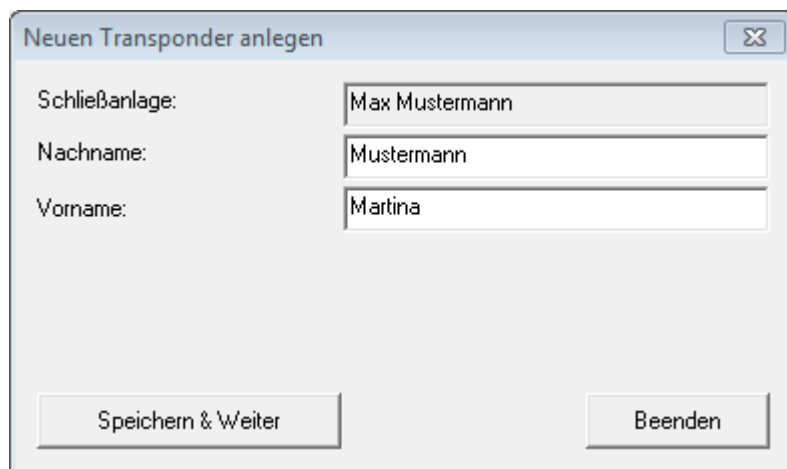 Neuen Transponder anlegen
Schließanlage: Max Mustermann
Nachname: Mustermann
Vorname: Martina
Speichern & Weiter Beenden